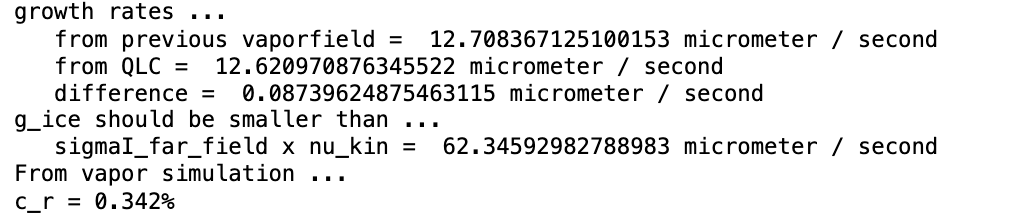 growth rates ...
from previous vaporfield =  12.708367125100153 micrometer / second
from QLC =  12.620970876345522 micrometer / second
difference =  0.08739624875463115 micrometer / second
g_ice should be smaller than ...
sigmaI_far_field x nu_kin =  62.34592982788983 micrometer / second
From vapor simulation ...
c_r = 0.342%